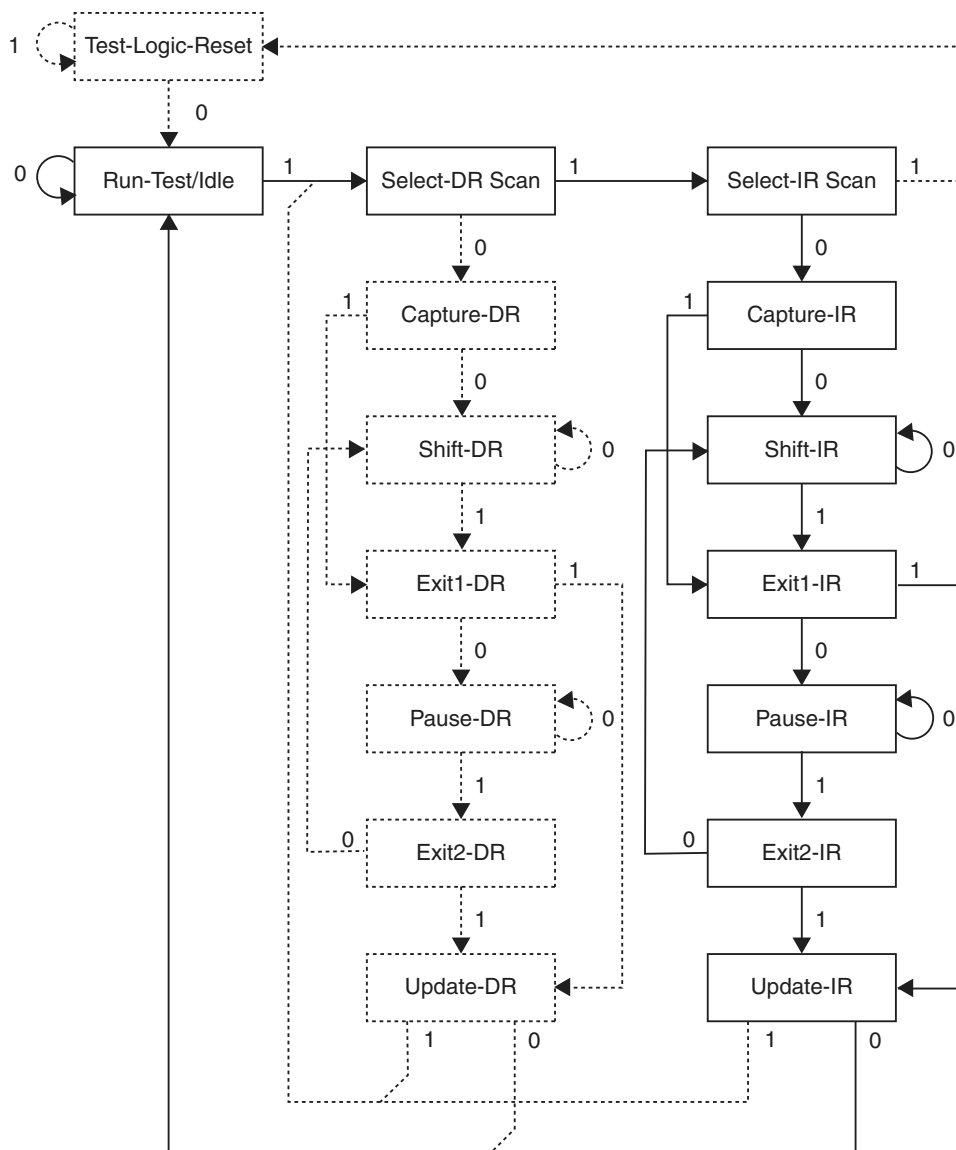 Test-Logic-Reset
1
0
0
Run-Test/Idle
1
Select-DR Scan
1
Select-IR Scan
1
0
0
1
Capture-DR
1
Capture-IR
0
0
Shift-DR
0
Shift-IR
0
1
1
Exit1-DR
1
Exit1-IR
1
0
0
Pause-DR
0
Pause-IR
0
1
1
0
Exit2-DR
0
Exit2-IR
1
1
Update-DR
Update-IR
1
0
1
0